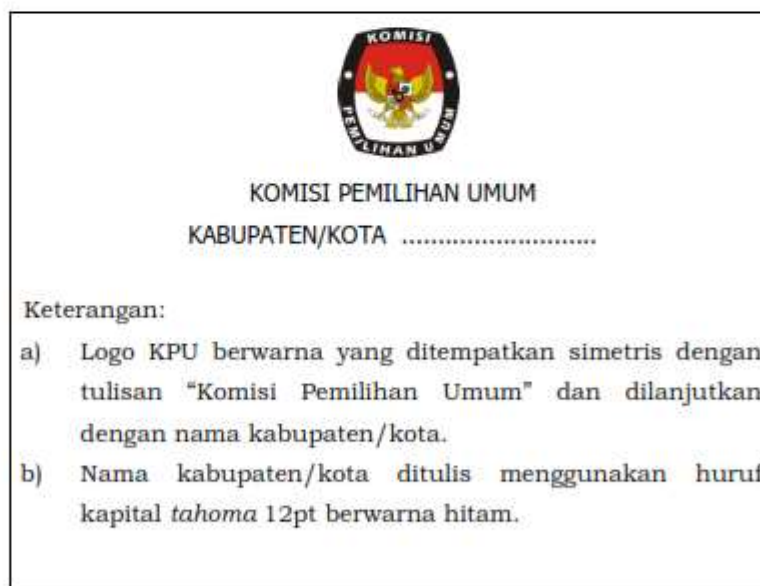 KOMISI
PEMILIHAN UMUM
KOMISI PEMILIHAN UMUM
KABUPATEN/KOTA ...........................
Keterangan:
a) Logo KPU berwarna yang ditempatkan simetris dengan
tulisan “Komisi Pemilihan Umum” dan dilanjutkan
dengan nama kabupaten/kota.
b) Nama kabupaten/kota ditulis menggunakan huruf
kapital tahoma 12pt berwarna hitam.